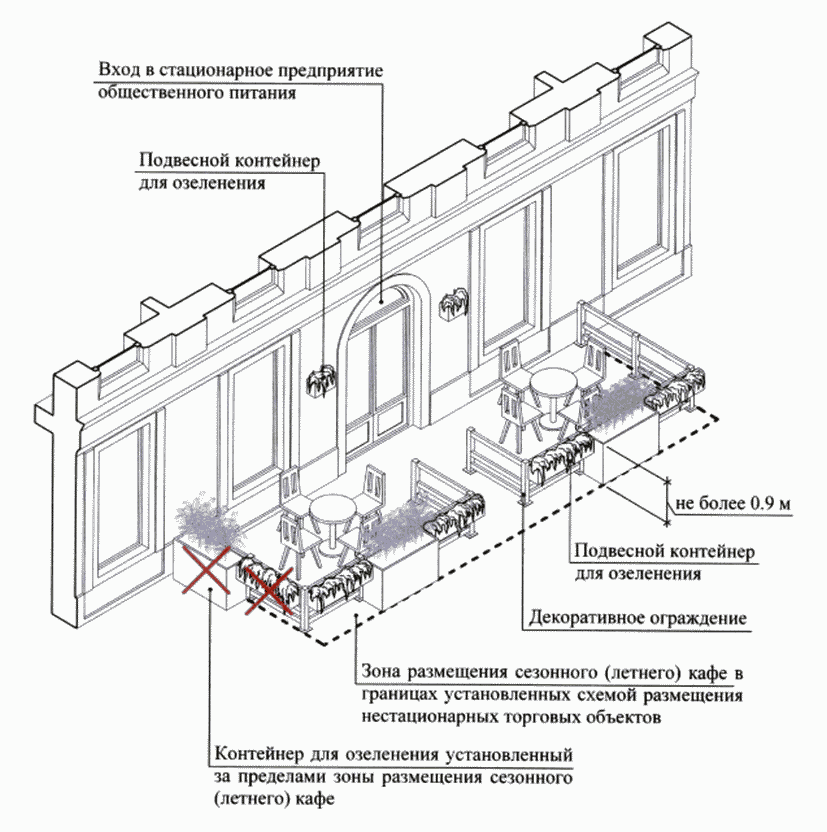 Вход в стационарное предприятие
общественного питания
Подвесной контейнер
для озеленения
не более 0.9 м
Подвесной контейнер
для озеленения
Декоративное ограждение
Зона размещения сезонного (летнего) кафе в
границах установленных схемой размещения
нестационарных торговых объектов
Контейнер для озеленения установленный
за пределами зоны размещения сезонного
(летнего) кафе